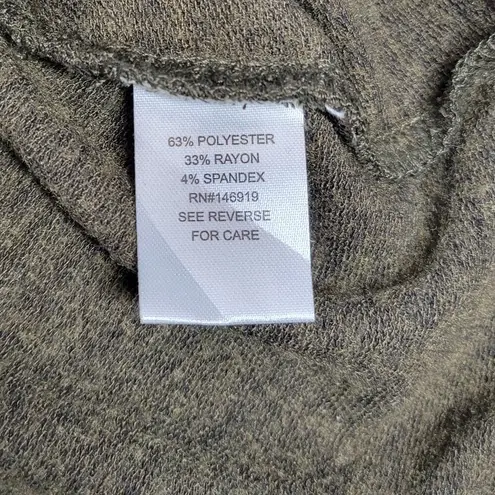 63% POLYESTER
33% RAYON
4% SPANDEX
RN#146919
SEE REVERSE
FOR CARE